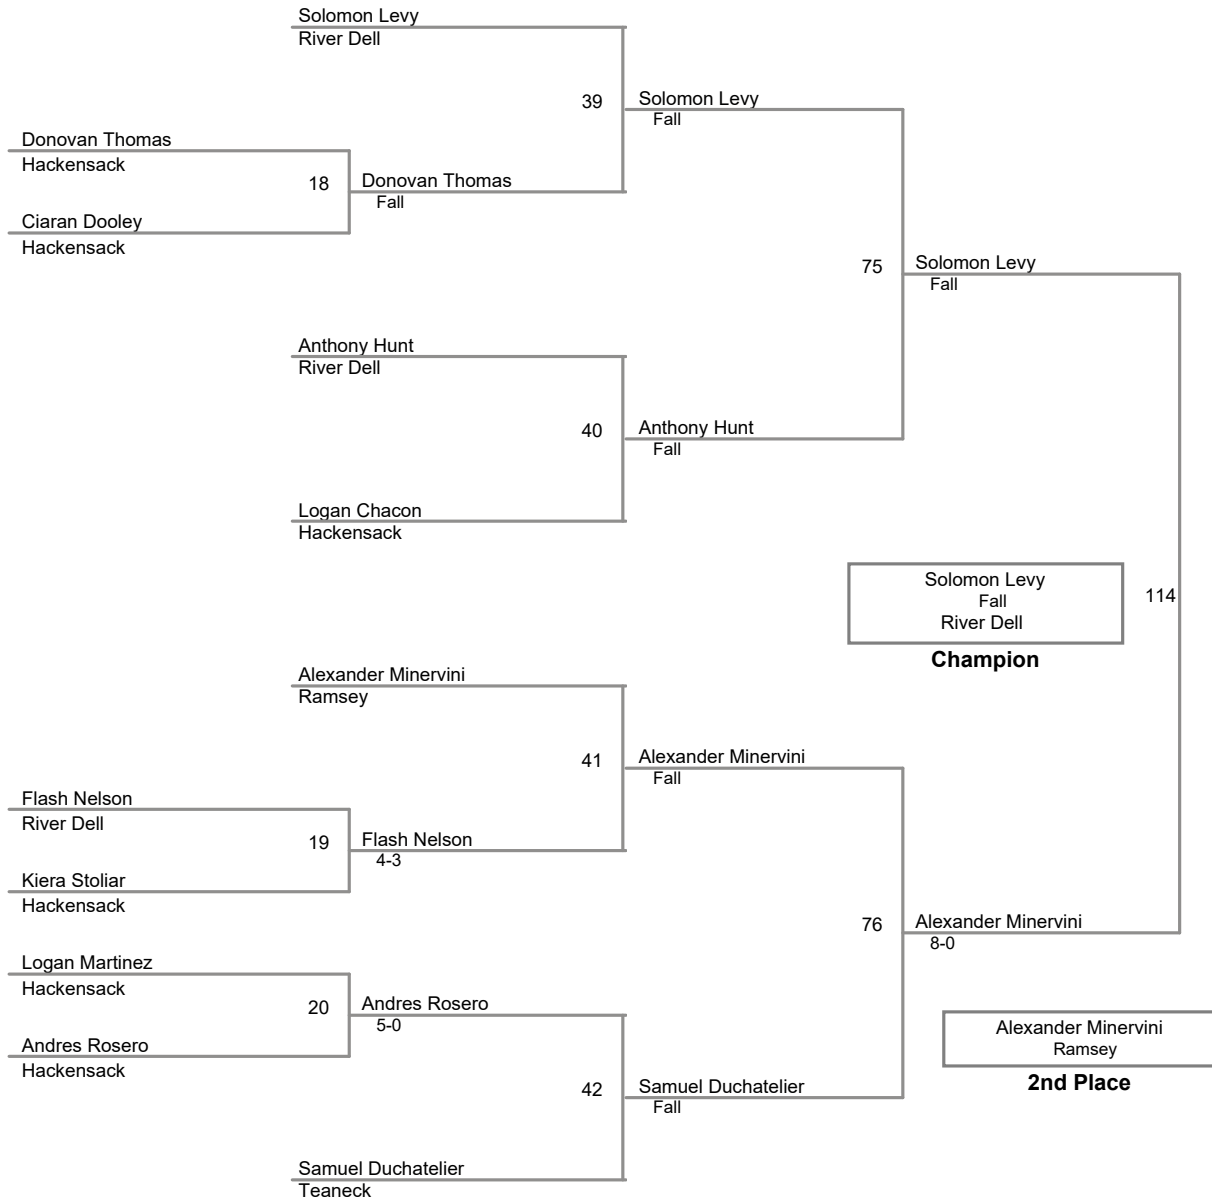 Solomon Levy
River Dell
39
Solomon Levy
Fall
Donovan Thomas
Hackensack
18
Donovan Thomas
Fall
Ciaran Dooley
Hackensack
75
Solomon Levy
Fall
Anthony Hunt
River Dell
40
Anthony Hunt
Fall
Logan Chacon
Hackensack
Solomon Levy
Fall
River Dell
114
Champion
Alexander Minervini
Ramsey
41
Alexander Minervini
Fall
Flash Nelson
River Dell
19
Flash Nelson
4-3
Kiera Stoliar
Hackensack
76
Alexander Minervini
8-0
Logan Martinez
Hackensack
20
Andres Rosero
5-0
Andres Rosero
Hackensack
Alexander Minervini
Ramsey
2nd Place
42
Samuel Duchatelier
Fall
Samuel Duchatelier
Teaneck